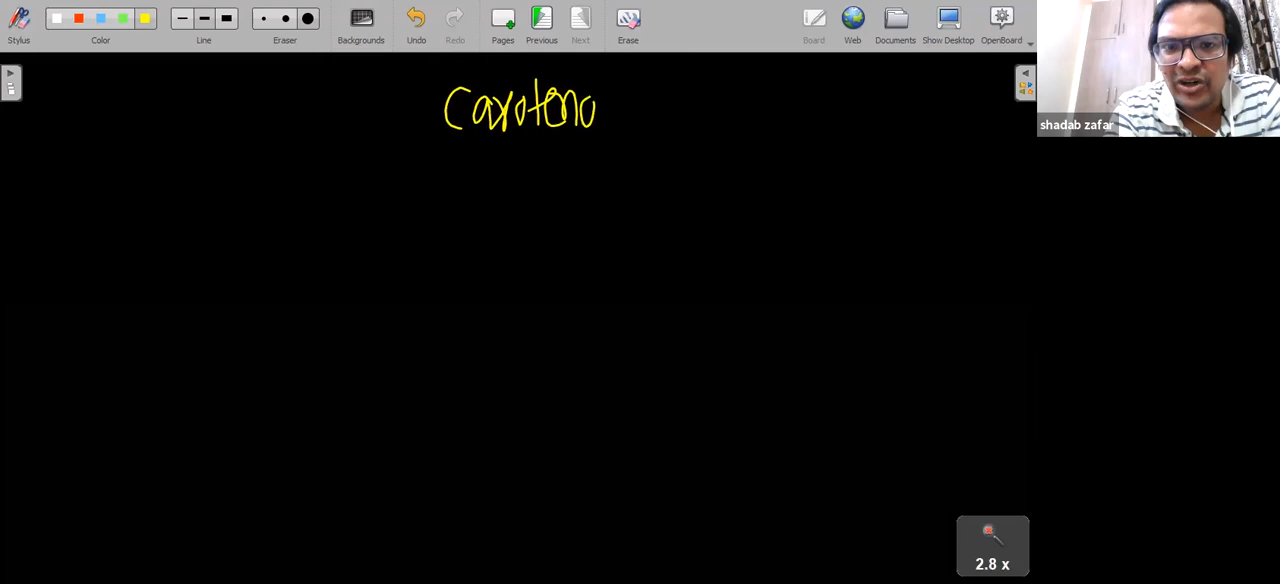 Stylus
Color
Line
Eraser
Backgrounds
Undo
Redo
Pages
Previous
Next
Erase
Board
Web
Documents
Show Desktop
OpenBoard
shadab zafar
Caroteno
2.8 x